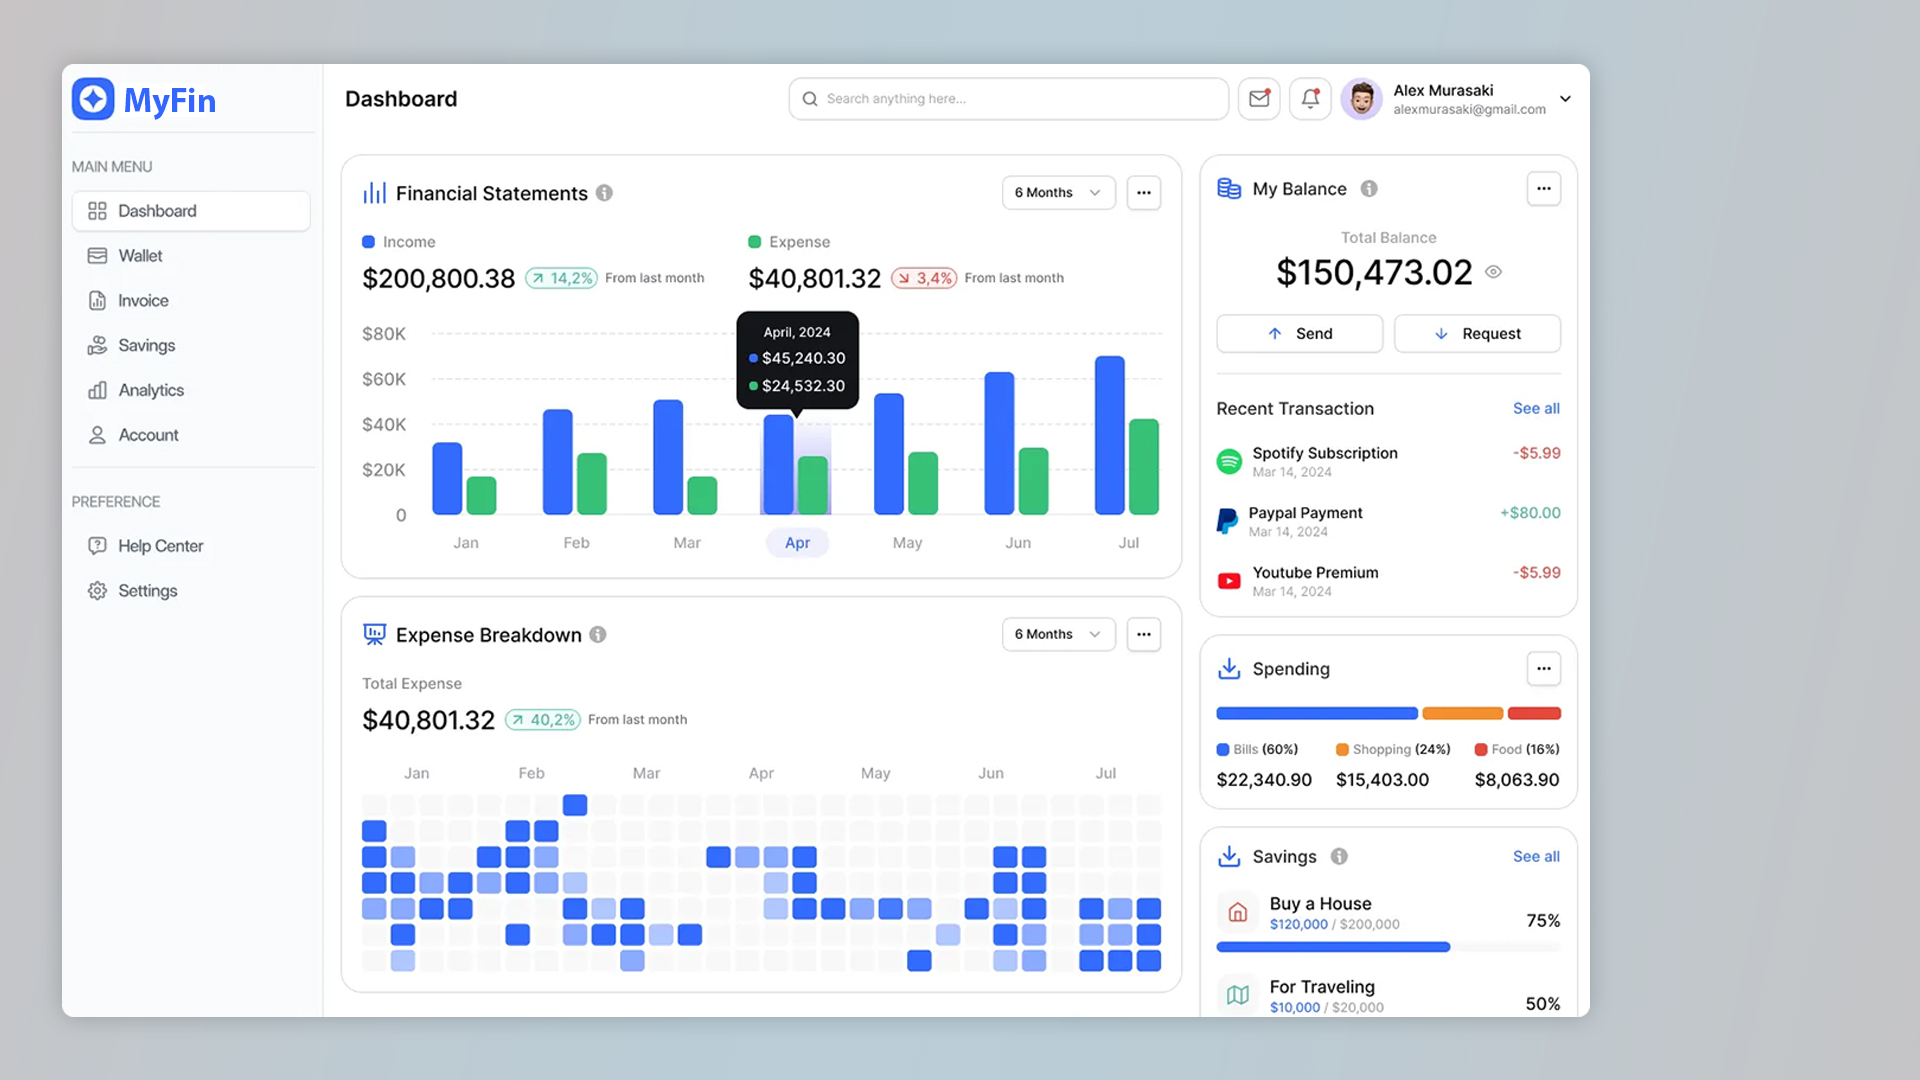 MyFin
MAIN MENU
Dashboard
Wallet
Invoice
Savings
Analytics
Account
PREFERENCE
Help Center
Settings
Dashboard
Search anything here...
Alex Murasaki
alexmurasaki@gmail.com
Financial Statements
6 Months
Income
$200,800.38 14,2% From last month
Expense
$40,801.32 3,4% From last month
$80K
$60K
$40K
$20K
0
April, 2024
$45,240.30
$24,532.30
Jan Feb Mar Apr May Jun Jul
Expense Breakdown
6 Months
Total Expense
$40,801.32 40,2% From last month
Jan Feb Mar Apr May Jun Jul
My Balance
Total Balance
$150,473.02
Send
Request
Recent Transaction See all
Spotify Subscription -$5.99
Mar 14, 2024
Paypal Payment +$80.00
Mar 14, 2024
Youtube Premium -$5.99
Mar 14, 2024
Spending
Bills (60%) Shopping (24%) Food (16%)
$22,340.90 $15,403.00 $8,063.90
Savings See all
Buy a House
$120,000 / $200,000 75%
For Traveling
$10,000 / $20,000 50%